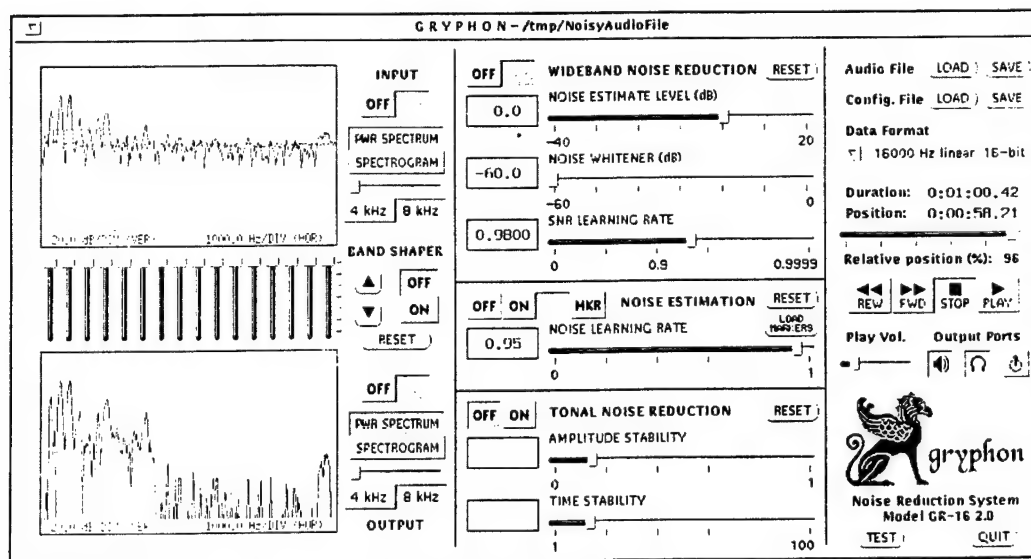 GRYPHON-/tmp/NoisyAudioFile
INPUT
OFF
PWR SPECTRUM
SPECTROGRAM
4 kHz 8 kHz
20.0 dB/DIV (VER) 1000.0 Hz/DIV (HOR)
BAND SHAPER
OFF
ON
RESET
OFF
PWR SPECTRUM
SPECTROGRAM
4 kHz 8 kHz
1000.0 Hz/DIV (HOR)
OUTPUT
OFF WIDEBAND NOISE REDUCTION RESET
NOISE ESTIMATE LEVEL (dB)
0.0
-40 20
NOISE WHITENER (dB)
-60.0
-60 0
SNR LEARNING RATE
0.9800
0 0.9 0.9999
OFF ON MKR NOISE ESTIMATION RESET
LOAD MARKERS
NOISE LEARNING RATE
0.95
0 1
OFF ON TONAL NOISE REDUCTION RESET
AMPLITUDE STABILITY
0 1
TIME STABILITY
1 100
Audio File LOAD SAVE
Config. File LOAD SAVE
Data Format
16000 Hz linear 16-bit
Duration: 0:01:00.42
Position: 0:00:58.21
Relative position (%): 96
REW FWD STOP PLAY
Play Vol. Output Ports
gryphon
Noise Reduction System
Model GR-16 2.0
TEST QUIT